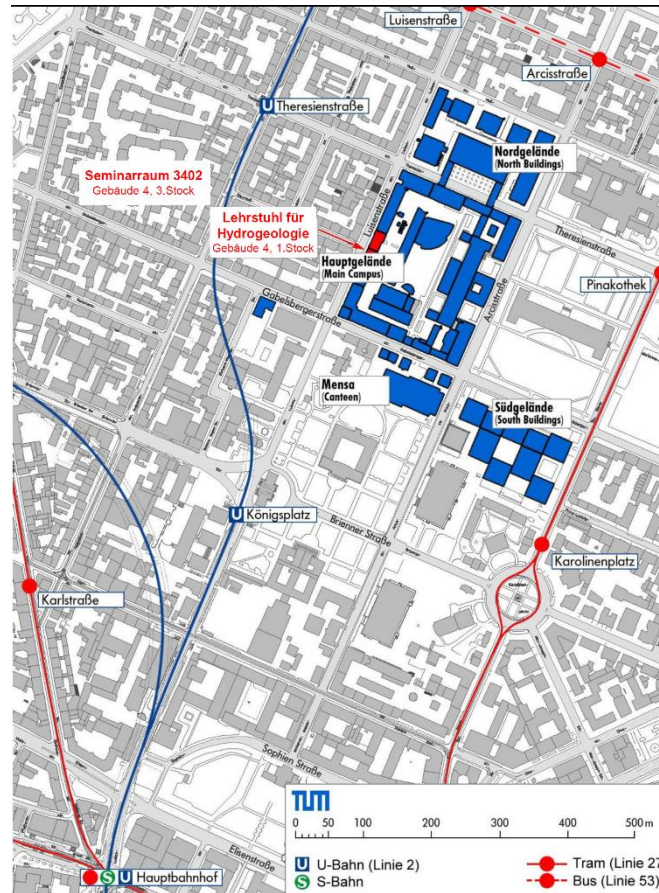 Luisenstraße
Arcisstraße
U Theresienstraße
Nordgelände
(North Buildings)
Seminarraum 3402
Gebäude 4, 3.Stock
Lehrstuhl für
Hydrogeologie
Gebäude 4, 1.Stock
Luisenstraße
Theresienstraße
Hauptgelände
(Main Campus)
Pinakothek
Arcisstraße
Gabelsbergerstraße
Mensa
(Canteen)
Südgelände
(South Buildings)
U Königsplatz
Brienner Straße
Karolinenplatz
Karlstraße
Sophien Straße
Elisenstraße
S U Hauptbahnhof
TUM
0 50 100 200 300 400 500 m
U U-Bahn (Linie 2)
S S-Bahn
Tram (Linie 27
Bus (Linie 53)